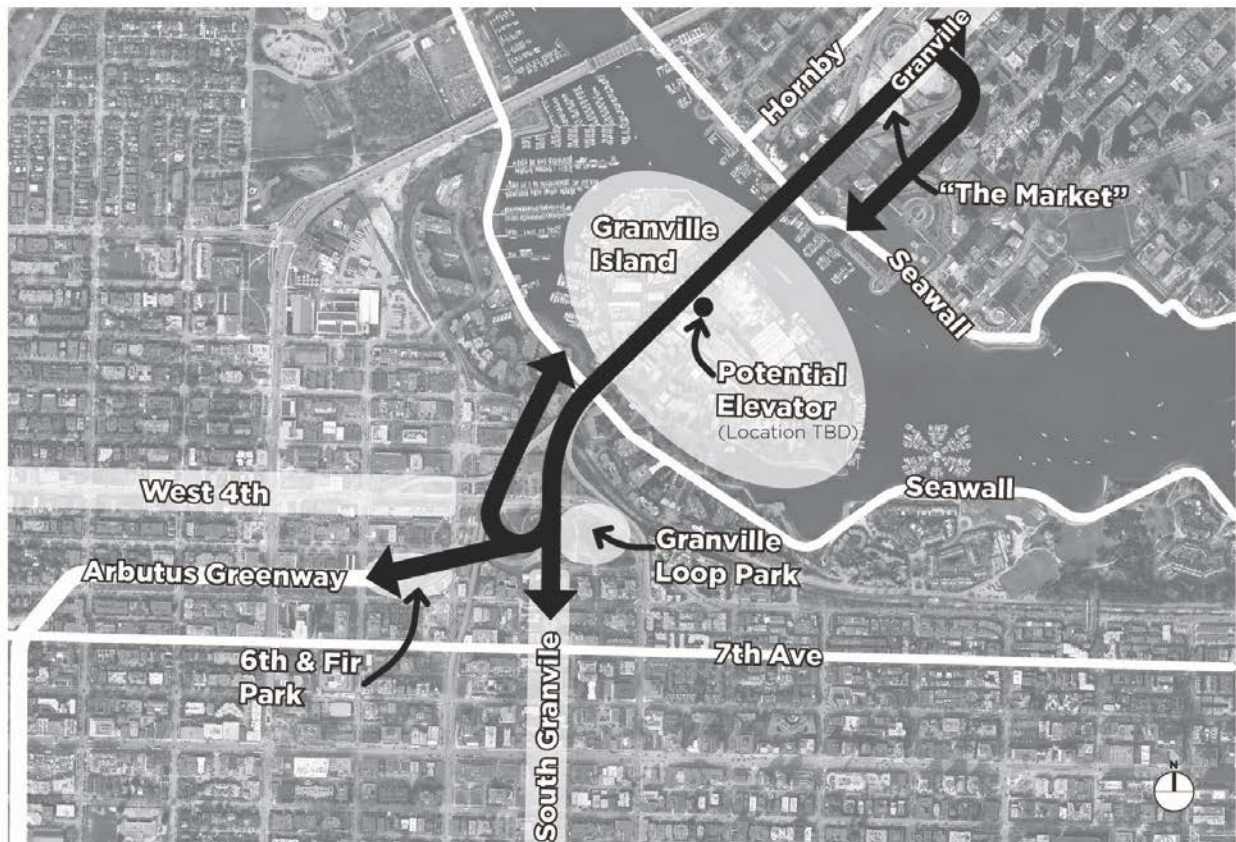 Hornby
Granville
"The Market"
Granville
Island
Seawall
Potential
Elevator
(Location TBD)
West 4th
Seawall
Granville
Loop Park
Arbutus Greenway
6th & Fir
Park
7th Ave
South Granville
N